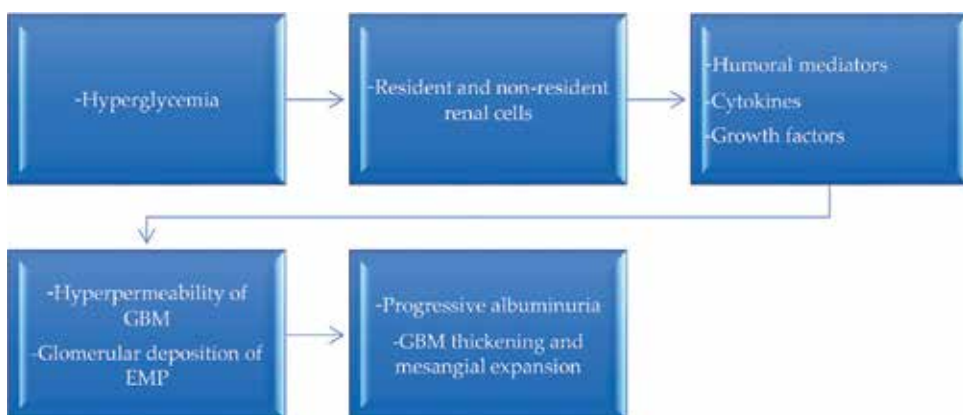 -Hyperglycemia
-Resident and non-resident
renal cells
-Humoral mediators
-Cytokines
-Growth factors
-Hyperpermeability of
GBM
-Glomerular deposition of
EMP
-Progressive albuminuria
-GBM thickening and
mesangial expansion